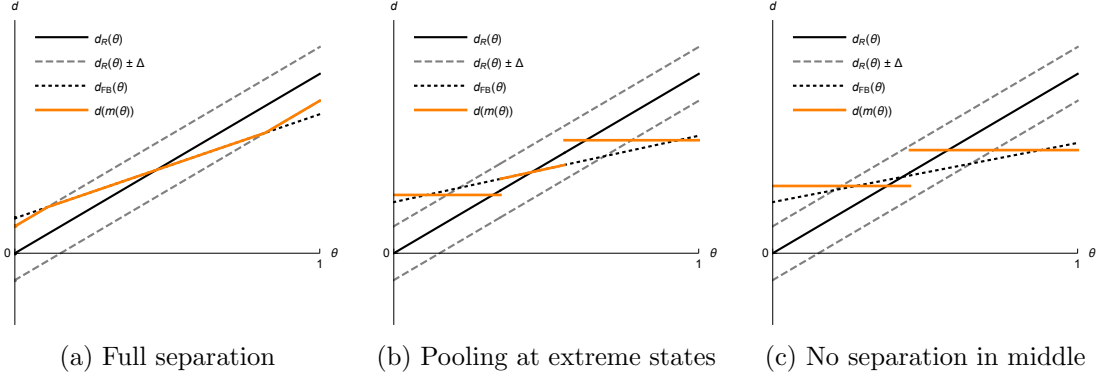 d
d_R(θ)
d_R(θ) ± Δ
d_FB(θ)
d(m(θ))
0
θ
1
(a) Full separation
d
d_R(θ)
d_R(θ) ± Δ
d_FB(θ)
d(m(θ))
0
θ
1
(b) Pooling at extreme states
d
d_R(θ)
d_R(θ) ± Δ
d_FB(θ)
d(m(θ))
0
θ
1
(c) No separation in middle